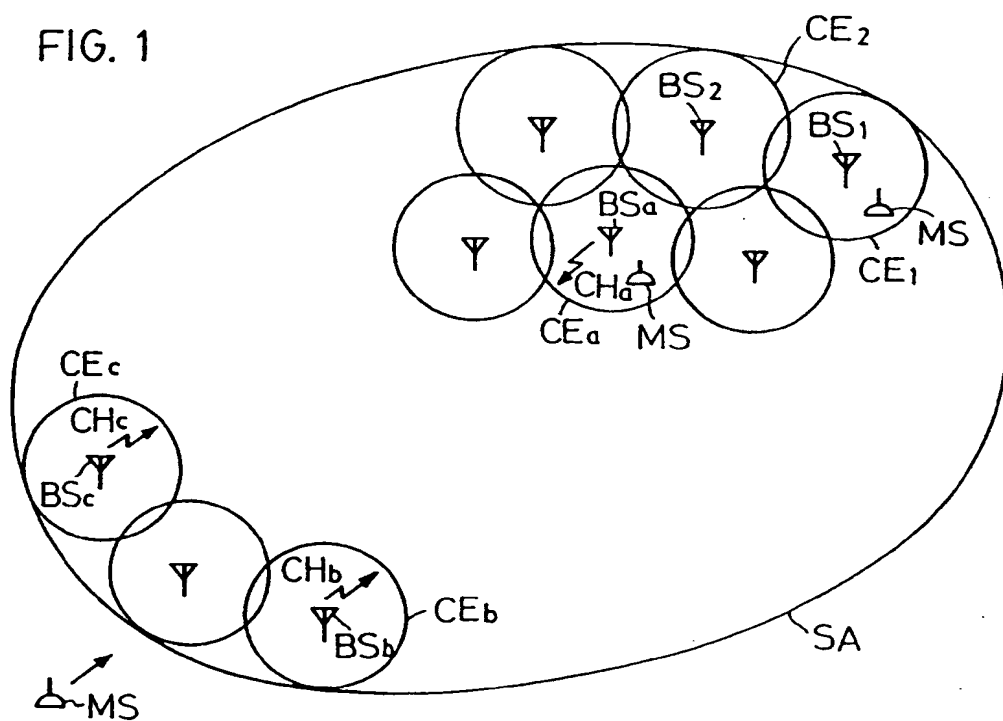 FIG. 1
CE2
BS2
BS1
MS
CE1
BSa
CHa
CEa
MS
CEc
CHc
BSc
CHb
CEb
BSb
SA
MS